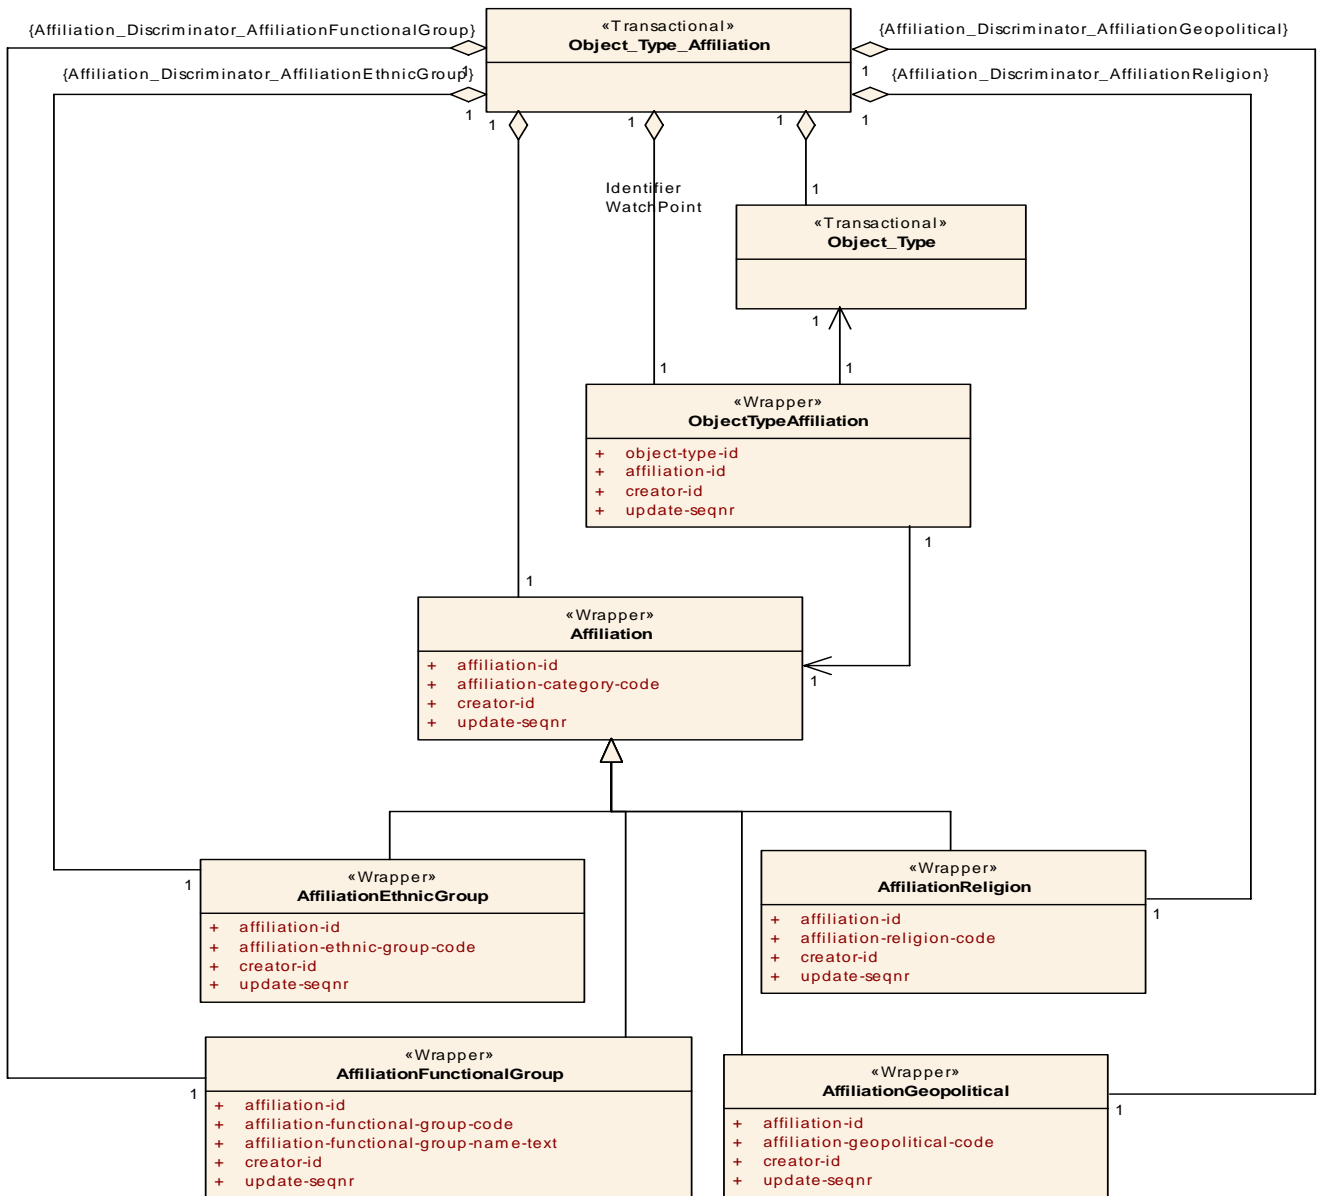 {Affiliation_Discriminator_AffiliationFunctionalGroup}
«Transactional»
Object_Type_Affiliation
{Affiliation_Discriminator_AffiliationGeopolitical}
1
1
{Affiliation_Discriminator_AffiliationEthnicGroup}
{Affiliation_Discriminator_AffiliationReligion}
1
1
1
1
1
Identifier
WatchPoint
1
«Transactional»
Object_Type
1
1
1
«Wrapper»
ObjectTypeAffiliation
+ object-type-id
+ affiliation-id
+ creator-id
+ update-seqnr
1
1
«Wrapper»
Affiliation
+ affiliation-id
+ affiliation-category-code
+ creator-id
+ update-seqnr
1
«Wrapper»
AffiliationEthnicGroup
+ affiliation-id
+ affiliation-ethnic-group-code
+ creator-id
+ update-seqnr
1
«Wrapper»
AffiliationReligion
+ affiliation-id
+ affiliation-religion-code
+ creator-id
+ update-seqnr
1
«Wrapper»
AffiliationFunctionalGroup
+ affiliation-id
+ affiliation-functional-group-code
+ affiliation-functional-group-name-text
+ creator-id
+ update-seqnr
1
«Wrapper»
AffiliationGeopolitical
+ affiliation-id
+ affiliation-geopolitical-code
+ creator-id
+ update-seqnr
1